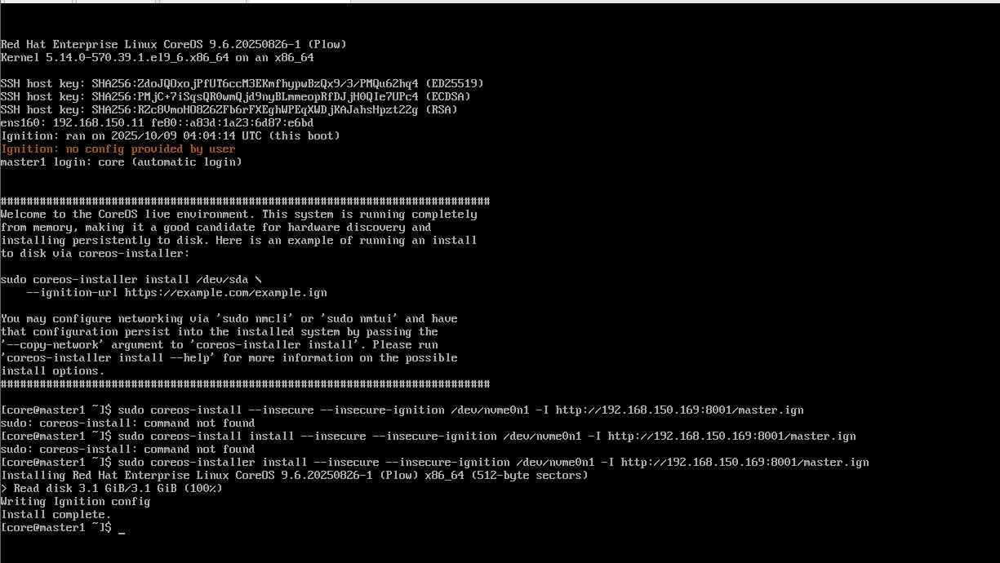 Red Hat Enterprise Linux CoreOS 9.6.20250826-1 (Plow)
Kernel 5.14.0-570.39.1.el9_6.x86_64 on an x86_64
SSH host key: SHA256:ZdoJQOxojPfUT6ccM3EKmfhypwBzQx9/3/PMQu62hq4 (ED25519)
SSH host key: SHA256:PMjC+7iSqsQR0wmQjd9nyBLmmeopRfDJjH0QIe7UPc4 (ECDSA)
SSH host key: SHA256:RZc8VmoHO8Z6ZFb6rFXEghWPEqXWDjKAJahsHpzt22g (RSA)
ens160: 192.168.150.11 fe80::a83d:1a23:6d87:e6bd
Ignition: ran on 2025/10/09 04:04:14 UTC (this boot)
Ignition: no config provided by user
master1 login: core (automatic login)
###########################################################################
Welcome to the CoreOS live environment. This system is running completely
from memory, making it a good candidate for hardware discovery and
installing persistently to disk. Here is an example of running an install
to disk via coreos-installer:
sudo coreos-installer install /dev/sda \
    --ignition-url https://example.com/example.ign
You may configure networking via 'sudo nmcli' or 'sudo nmtui' and have
that configuration persist into the installed system by passing the
'--copy-network' argument to 'coreos-installer install'. Please run
'coreos-installer install --help' for more information on the possible
install options.
###########################################################################
[core@master1 ~]$ sudo coreos-install --insecure --insecure-ignition /dev/nvme0n1 -I http://192.168.150.169:8001/master.ign
sudo: coreos-install: command not found
[core@master1 ~]$ sudo coreos-install install --insecure --insecure-ignition /dev/nvme0n1 -I http://192.168.150.169:8001/master.ign
sudo: coreos-install: command not found
[core@master1 ~]$ sudo coreos-installer install --insecure --insecure-ignition /dev/nvme0n1 -I http://192.168.150.169:8001/master.ign
Installing Red Hat Enterprise Linux CoreOS 9.6.20250826-1 (Plow) x86_64 (512-byte sectors)
> Read disk 3.1 GiB/3.1 GiB (100%)
Writing Ignition config
Install complete.
[core@master1 ~]$ _